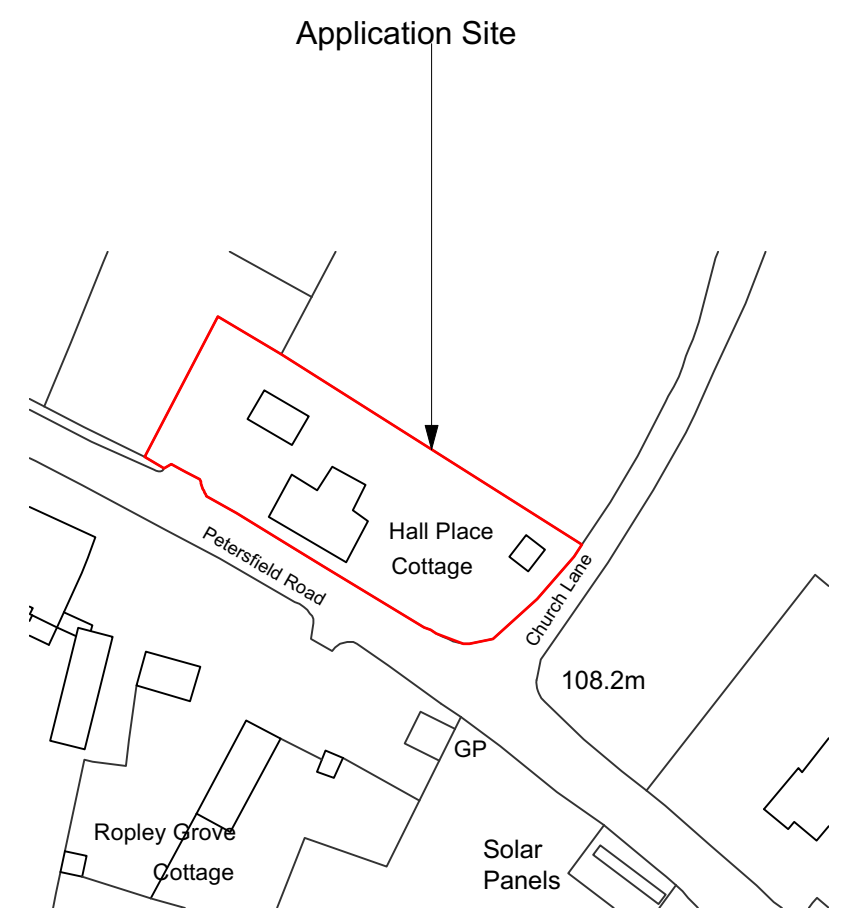 Application Site
Hall Place
Cottage
Petersfield Road
Church Lane
108.2m
GP
Ropley Grove
Cottage
Solar
Panels